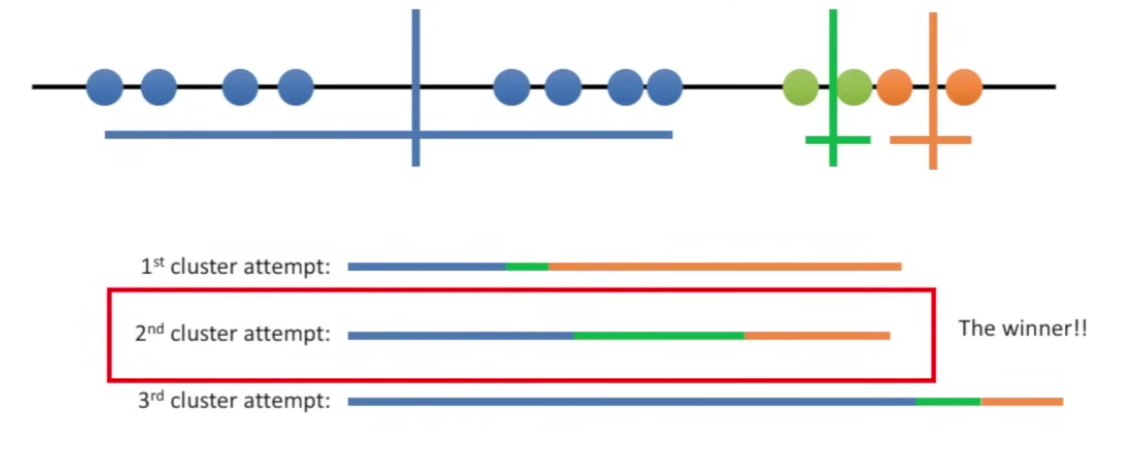 1st cluster attempt:
2nd cluster attempt:
The winner!!
3rd cluster attempt: